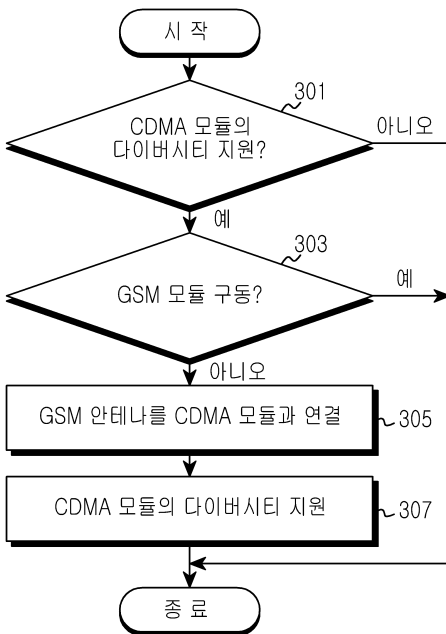 시 작
301
CDMA 모듈의
다이버시티 지원?
아니오
예
303
GSM 모듈 구동?
예
아니오
GSM 안테나를 CDMA 모듈과 연결
305
CDMA 모듈의 다이버시티 지원
307
종 료